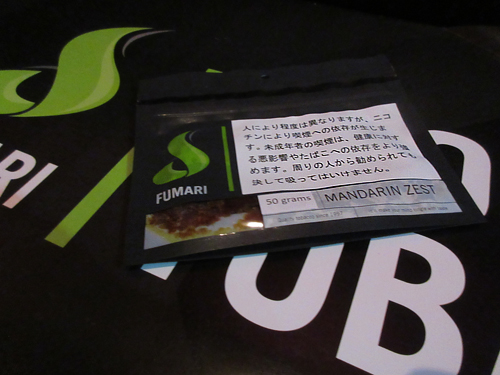 人により程度は異なりますが、ニコ
チンにより喫煙への依存が生じま
す。未成年者の喫煙は、健康に対す
る悪影響やたばこへの依存をより強
めます。周りの人から勧められても、
決して吸ってはいけません。
FUMARI
50 grams MANDARIN ZEST
ARI
UB